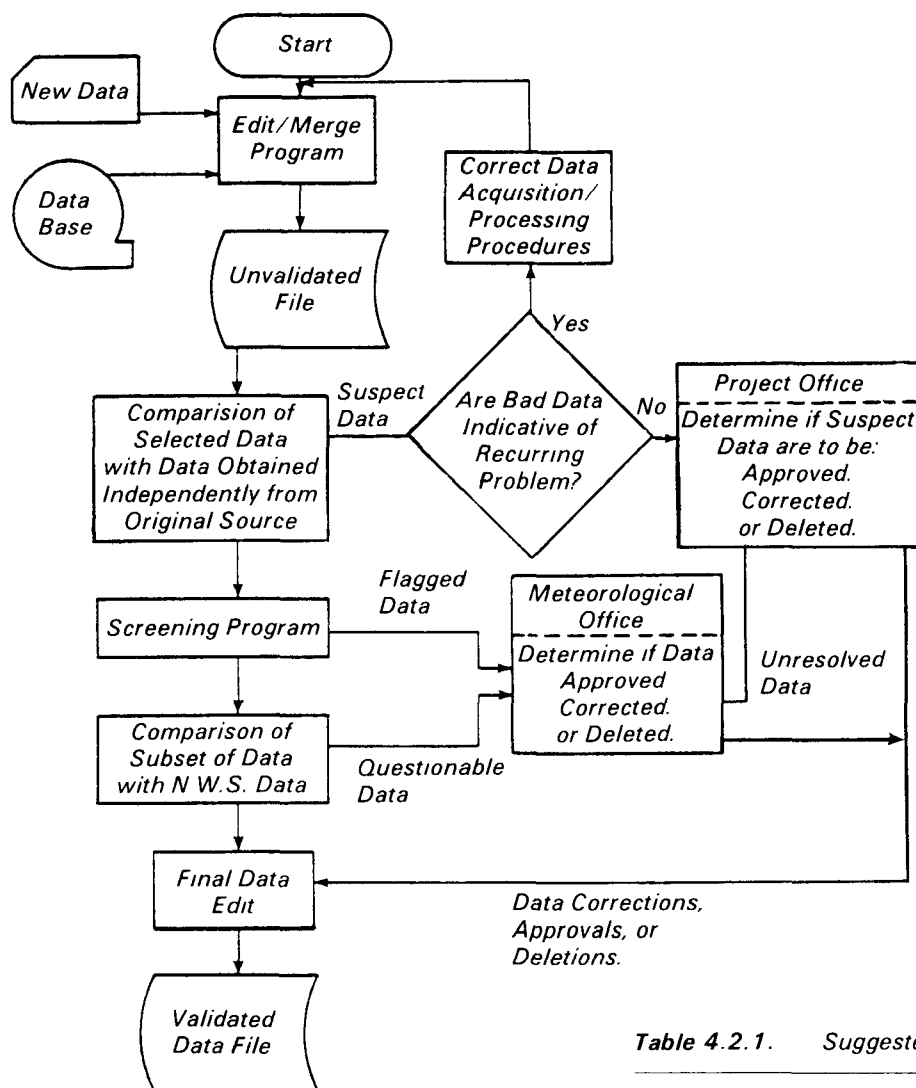 Start
New Data
Edit/Merge
Program
Data
Base
Correct Data
Acquisition/
Processing
Procedures
Unvalidated
File
Yes
Suspect
Data
Are Bad Data
Indicative of
Recurring
Problem?
No
Project Office
Determine if Suspect
Data are to be:
Approved.
Corrected.
or Deleted.
Comparision of
Selected Data
with Data Obtained
Independently from
Original Source
Flagged
Data
Screening Program
Meteorological
Office
Determine if Data
Approved
Corrected.
or Deleted.
Unresolved
Data
Comparison of
Subset of Data
with N W.S. Data
Questionable
Data
Final Data
Edit
Data Corrections,
Approvals, or
Deletions.
Validated
Data File
Table 4.2.1. Suggeste